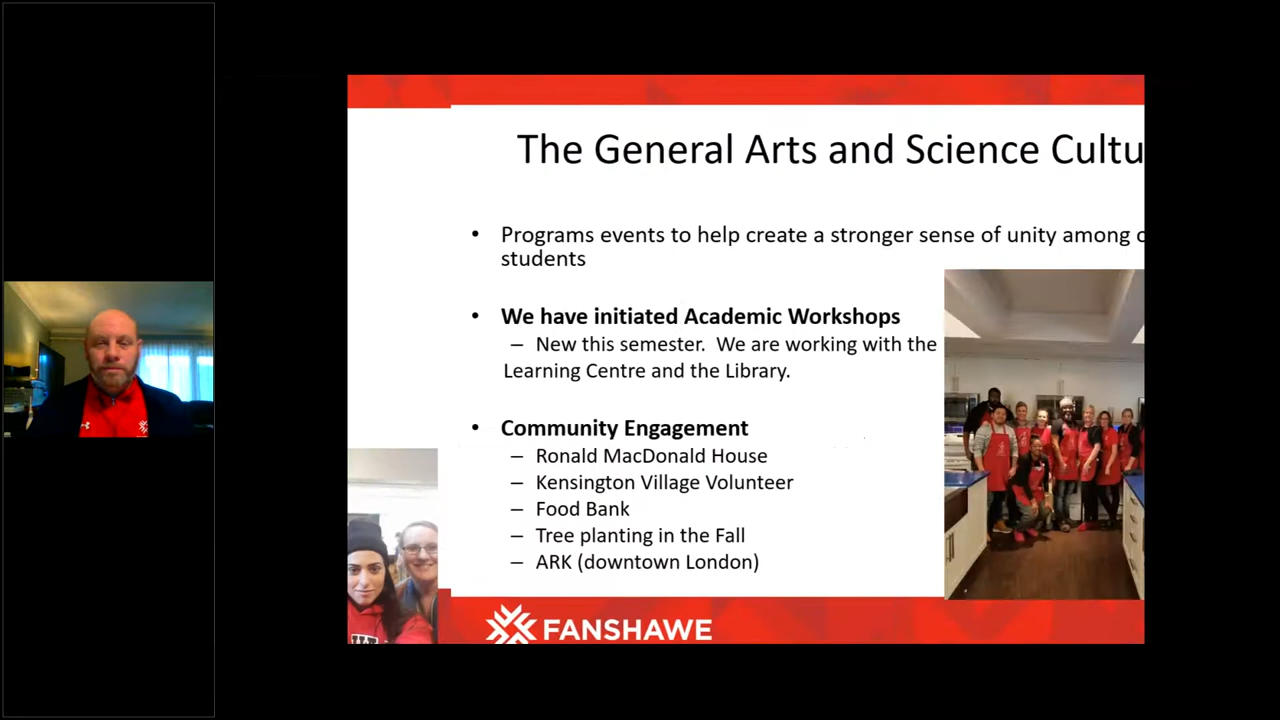 The General Arts and Science Cultu
• Programs events to help create a stronger sense of unity among
students
• We have initiated Academic Workshops
– New this semester.  We are working with the
Learning Centre and the Library.
• Community Engagement
– Ronald MacDonald House
– Kensington Village Volunteer
– Food Bank
– Tree planting in the Fall
– ARK (downtown London)
FANSHAWE